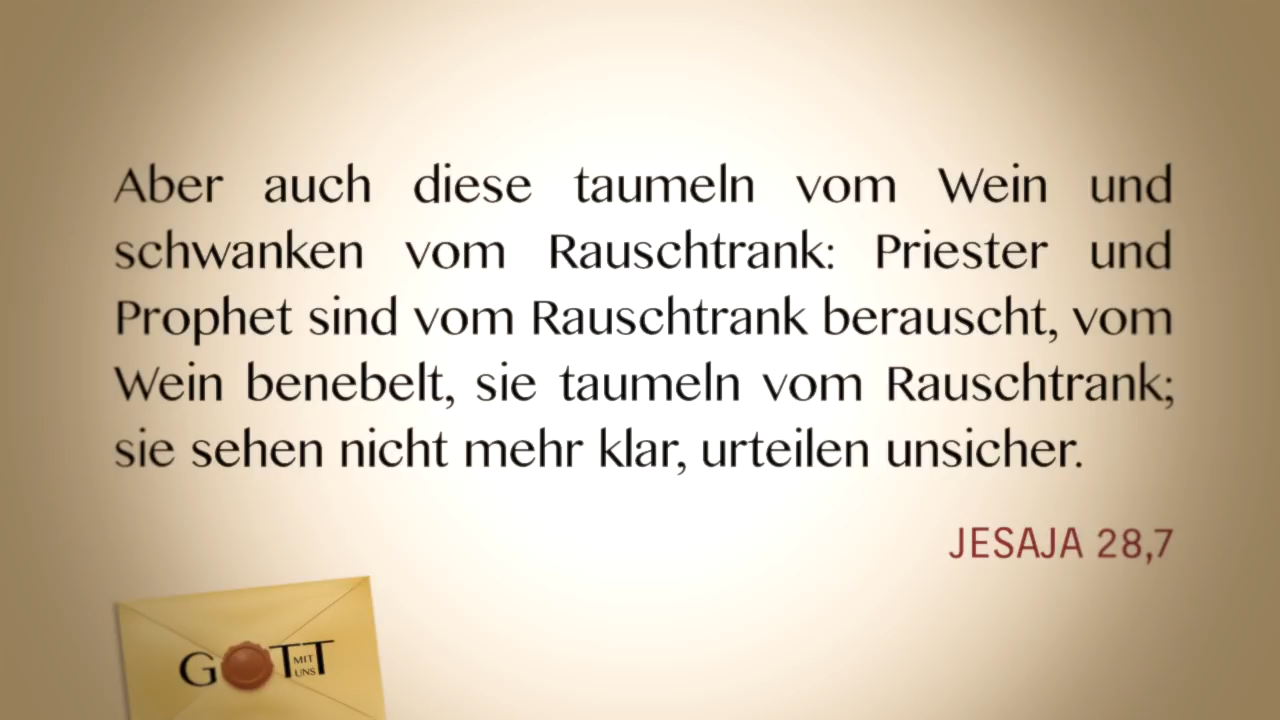 Aber auch diese taumeln vom Wein und
schwanken vom Rauschtrank: Priester und
Prophet sind vom Rauschtrank berauscht, vom
Wein benebelt, sie taumeln vom Rauschtrank;
sie sehen nicht mehr klar, urteilen unsicher.
JESAJA 28,7
GOTT
MIT
UNS